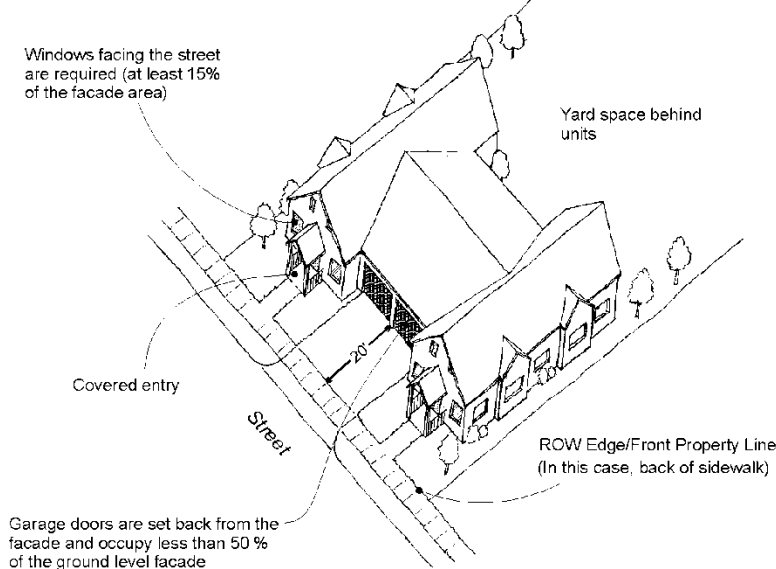 Windows facing the street
are required (at least 15%
of the facade area)
Yard space behind
units
Covered entry
20'
Street
ROW Edge/Front Property Line
(In this case, back of sidewalk)
Garage doors are set back from the
facade and occupy less than 50 %
of the ground level facade